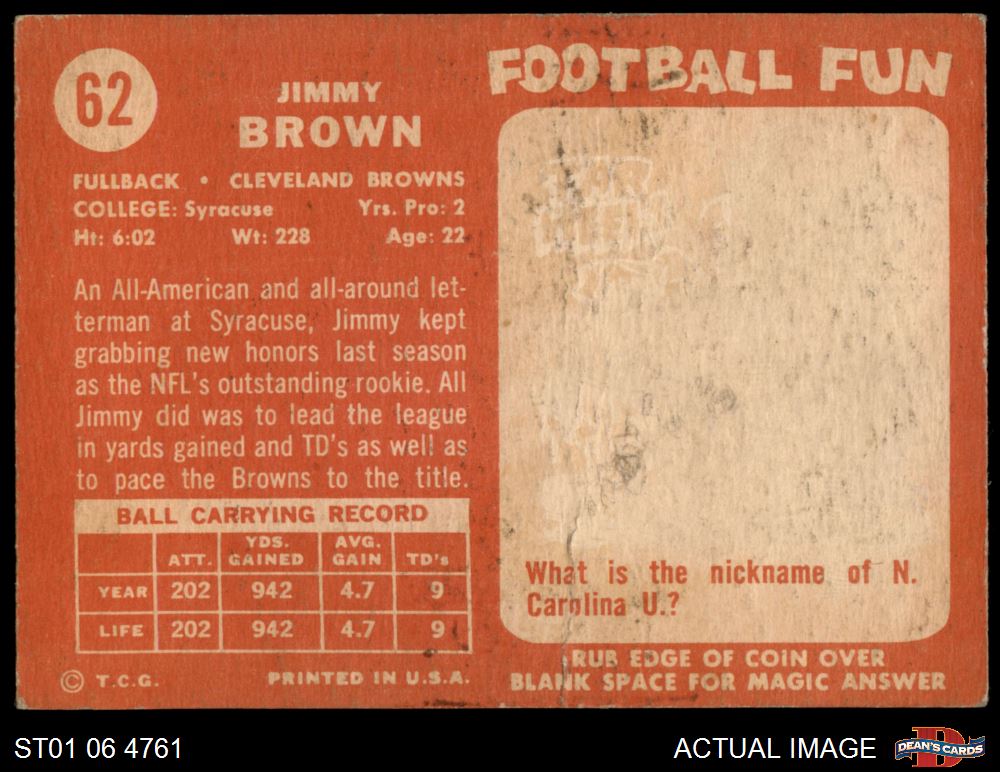 62
JIMMY
BROWN
FULLBACK • CLEVELAND BROWNS
COLLEGE: Syracuse Yrs. Pro: 2
Ht: 6:02 Wt: 228 Age: 22
An All-American and all-around let-
terman at Syracuse, Jimmy kept
grabbing new honors last season
as the NFL's outstanding rookie. All
Jimmy did was to lead the league
in yards gained and TD's as well as
to pace the Browns to the title.
BALL CARRYING RECORD
ATT. YDS. GAINED AVG. GAIN TD's
YEAR 202 942 4.7 9
LIFE 202 942 4.7 9
© T.C.G. PRINTED IN U.S.A.
FOOTBALL FUN
TAR
HEEL
What is the nickname of N.
Carolina U.?
RUB EDGE OF COIN OVER
BLANK SPACE FOR MAGIC ANSWER
ST01 06 4761
ACTUAL IMAGE
D
DEAN'S CARDS